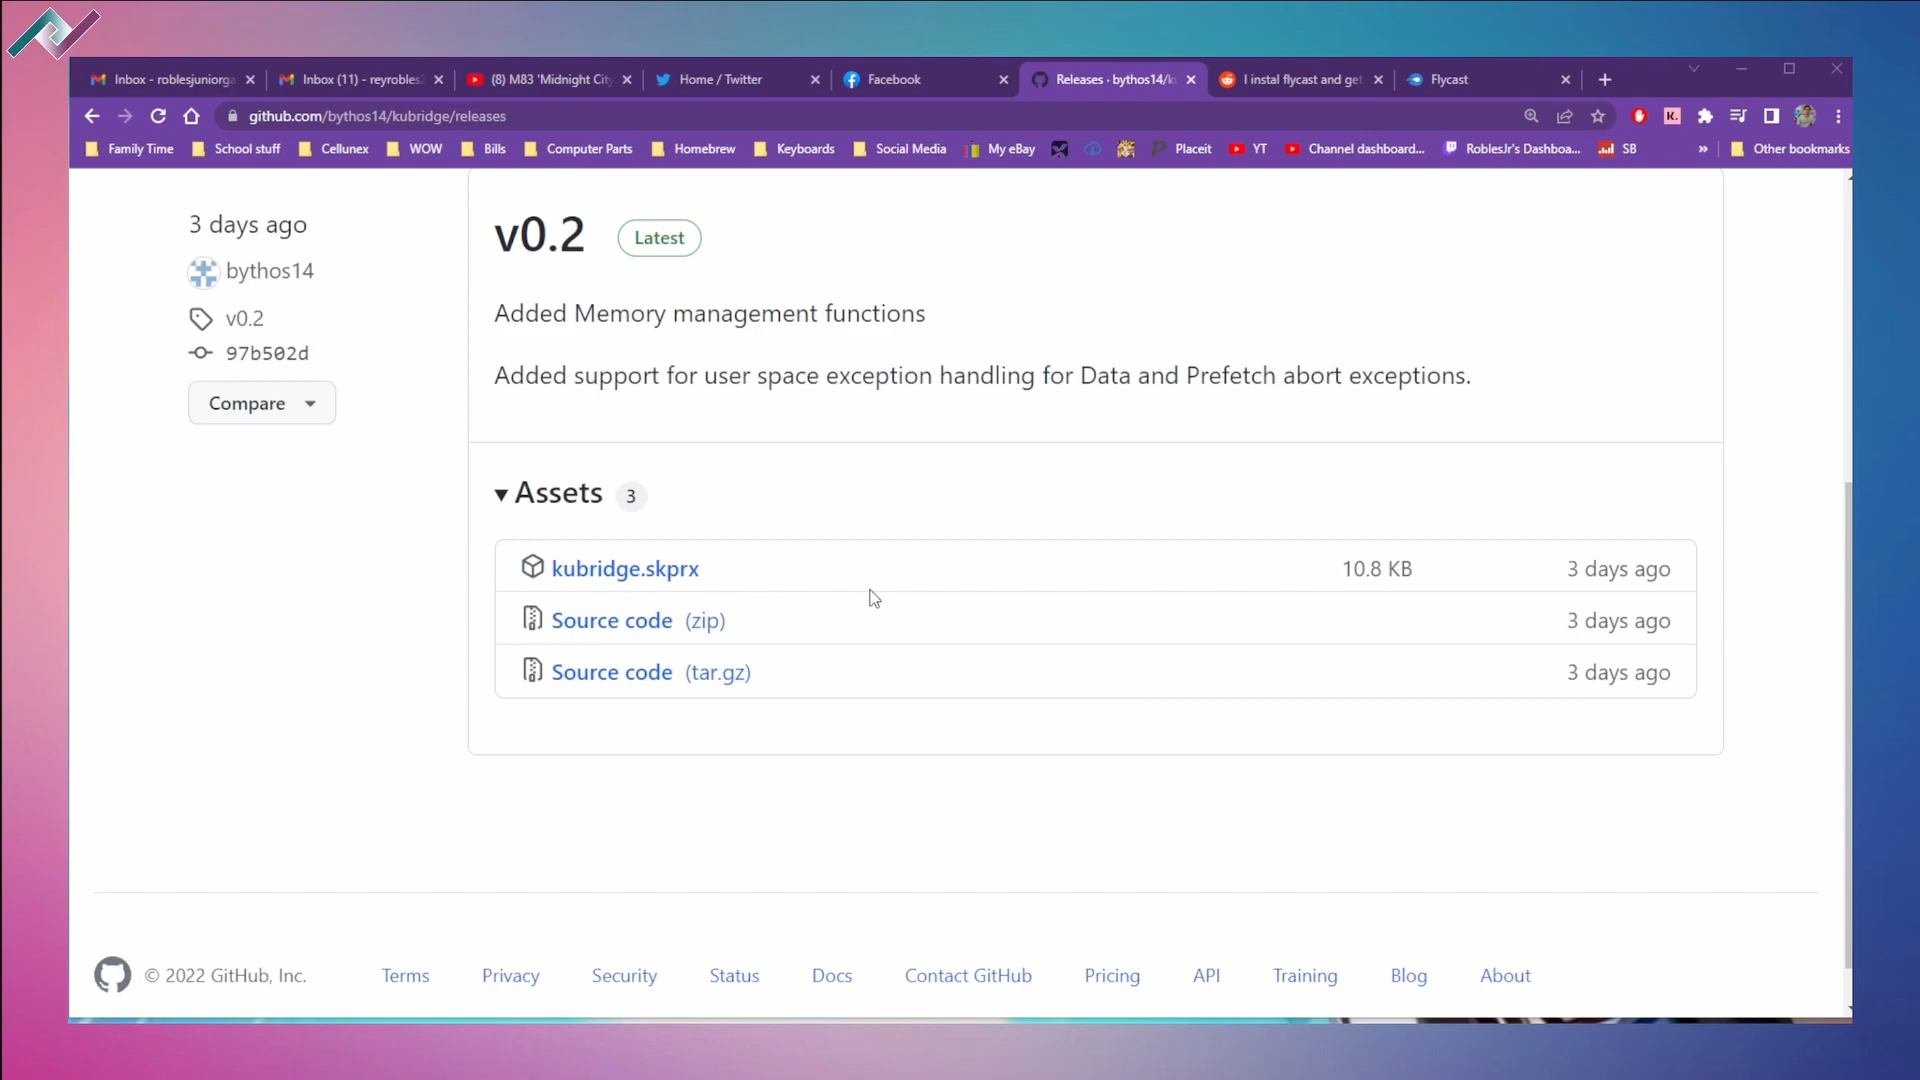 Inbox - roblesjuniorga
Inbox (11) - reyrobles2
(8) M83 'Midnight City
Home / Twitter
Facebook
Releases · bythos14/k
I instal flycast and get
Flycast
github.com/bythos14/kubridge/releases
K.
Family Time
School stuff
Cellunex
WOW
Bills
Computer Parts
Homebrew
Keyboards
Social Media
My eBay
Placeit
YT
Channel dashboard...
RoblesJr's Dashboa...
SB
»
Other bookmarks
3 days ago
bythos14
v0.2
97b502d
Compare
v0.2 Latest
Added Memory management functions
Added support for user space exception handling for Data and Prefetch abort exceptions.
Assets 3
kubridge.skprx 10.8 KB 3 days ago
Source code (zip) 3 days ago
Source code (tar.gz) 3 days ago
© 2022 GitHub, Inc. Terms Privacy Security Status Docs Contact GitHub Pricing API Training Blog About